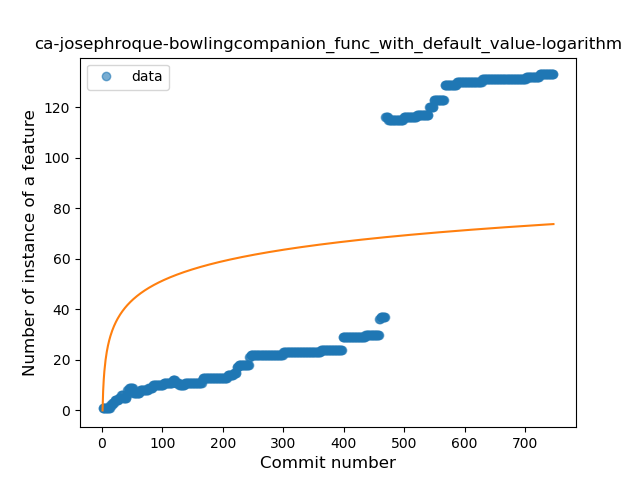 ca-josephroque-bowlingcompanion_func_with_default_value-logarithm
data
Number of instance of a feature
120
100
80
60
40
20
0
0 100 200 300 400 500 600 700
Commit number